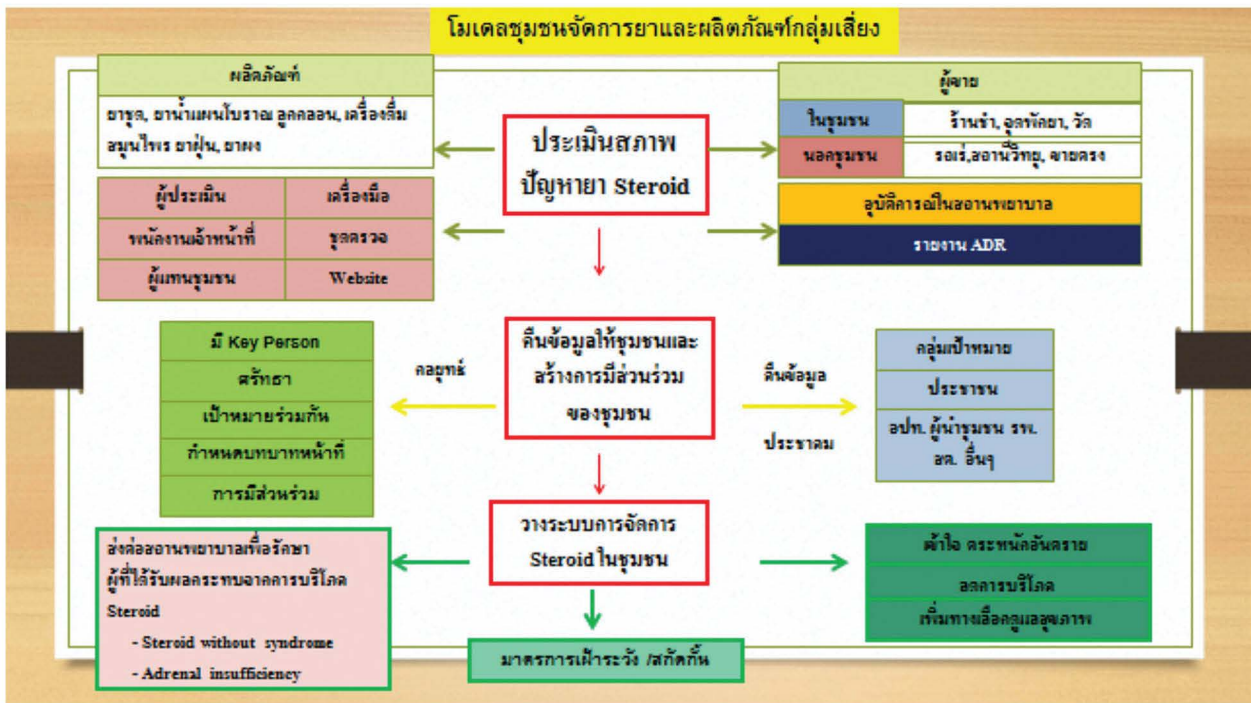 โมเดลชุมชนจัดการยาและผลิตภัณฑ์กลุ่มเสี่ยง
ผลิตภัณฑ์
ยาชุด, ยาน้ำแผนโบราณ ลูกกลอน, เครื่องดื่ม
สมุนไพร ยาฝุ่น, ยาผง
ประเมินสภาพ
ปัญหายา Steroid
ผู้ขาย
ในชุมชน
ร้านชำ, จุดพักยา, วัด
นอกชุมชน
รถเร่,สถานีวิทยุ, ขายตรง
ผู้ประเมิน
เครื่องมือ
พนักงานเจ้าหน้าที่
ชุดตรวจ
ผู้แทนชุมชน
Website
อุบัติการณ์ในสถานพยาบาล
รายงาน ADR
มี Key Person
ศรัทธา
เป้าหมายร่วมกัน
กำหนดบทบาทหน้าที่
การมีส่วนร่วม
กลยุทธ์
คืนข้อมูลให้ชุมชนและ
สร้างการมีส่วนร่วม
ของชุมชน
คืนข้อมูล
ประชาคม
กลุ่มเป้าหมาย
ประชาชน
อปท. ผู้นำชุมชน รพ.
สต. อื่นๆ
ส่งต่อสถานพยาบาลเพื่อรักษา
ผู้ที่ได้รับผลกระทบจากการบริโภค
Steroid
- Steroid without syndrome
- Adrenal insufficiency
วางระบบการจัดการ
Steroid ในชุมชน
เข้าใจ ตระหนักอันตราย
ลดการบริโภค
เพิ่มทางเลือกดูแลสุขภาพ
มาตรการเฝ้าระวัง /สกัดกั้น